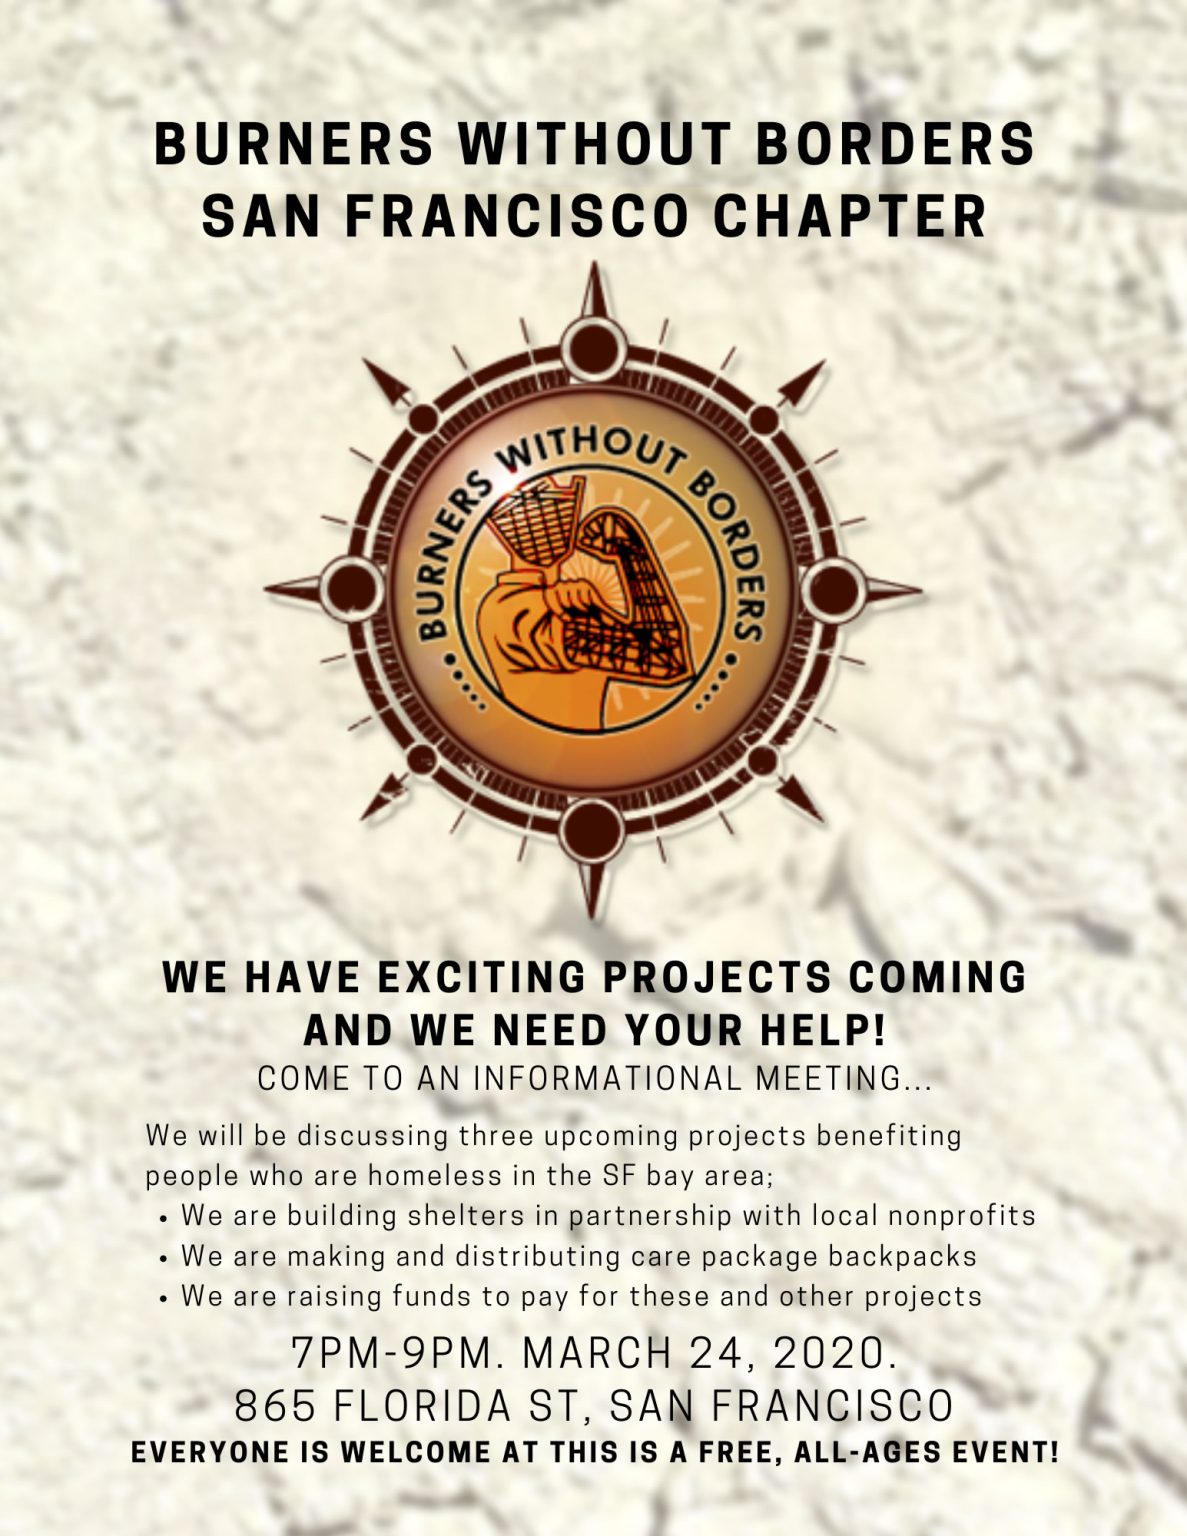 BURNERS WITHOUT BORDERS
SAN FRANCISCO CHAPTER
BURNERS WITHOUT BORDERS
WE HAVE EXCITING PROJECTS COMING
AND WE NEED YOUR HELP!
COME TO AN INFORMATIONAL MEETING...
We will be discussing three upcoming projects benefiting
people who are homeless in the SF bay area;
• We are building shelters in partnership with local nonprofits
• We are making and distributing care package backpacks
• We are raising funds to pay for these and other projects
7PM-9PM. MARCH 24, 2020.
865 FLORIDA ST, SAN FRANCISCO
EVERYONE IS WELCOME AT THIS IS A FREE, ALL-AGES EVENT!